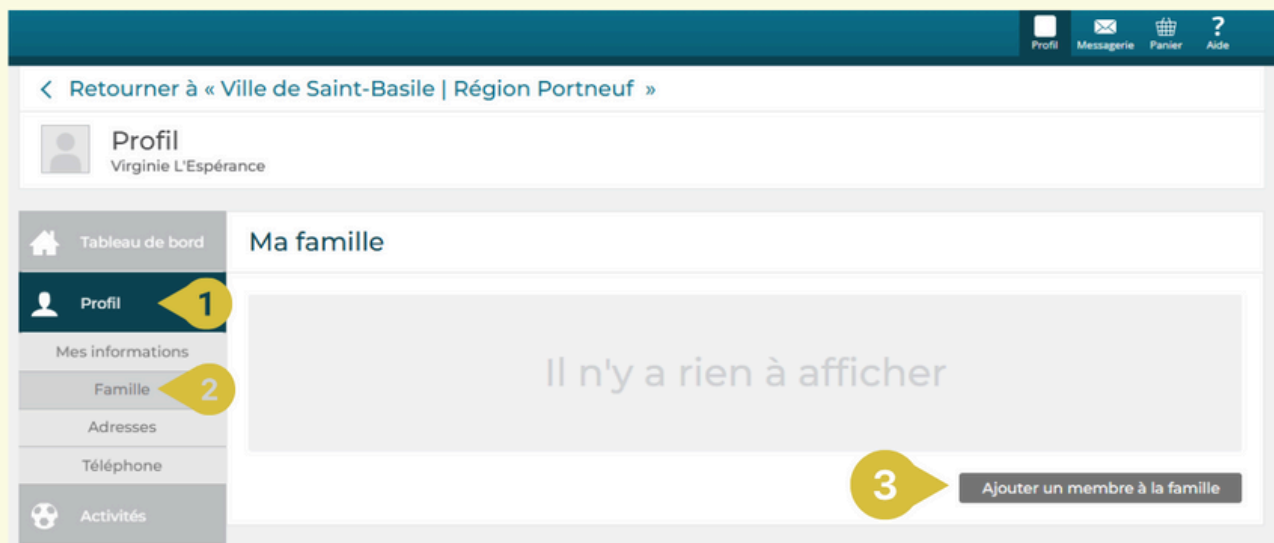 Profil Messagerie Panier ? Aide
Retourner à « Ville de Saint-Basile | Région Portneuf »
Profil
Virginie L'Espérance
Tableau de bord
Ma famille
Profil
1
Mes informations
Famille
2
Adresses
Téléphone
Activités
Il n'y a rien à afficher
3
Ajouter un membre à la famille